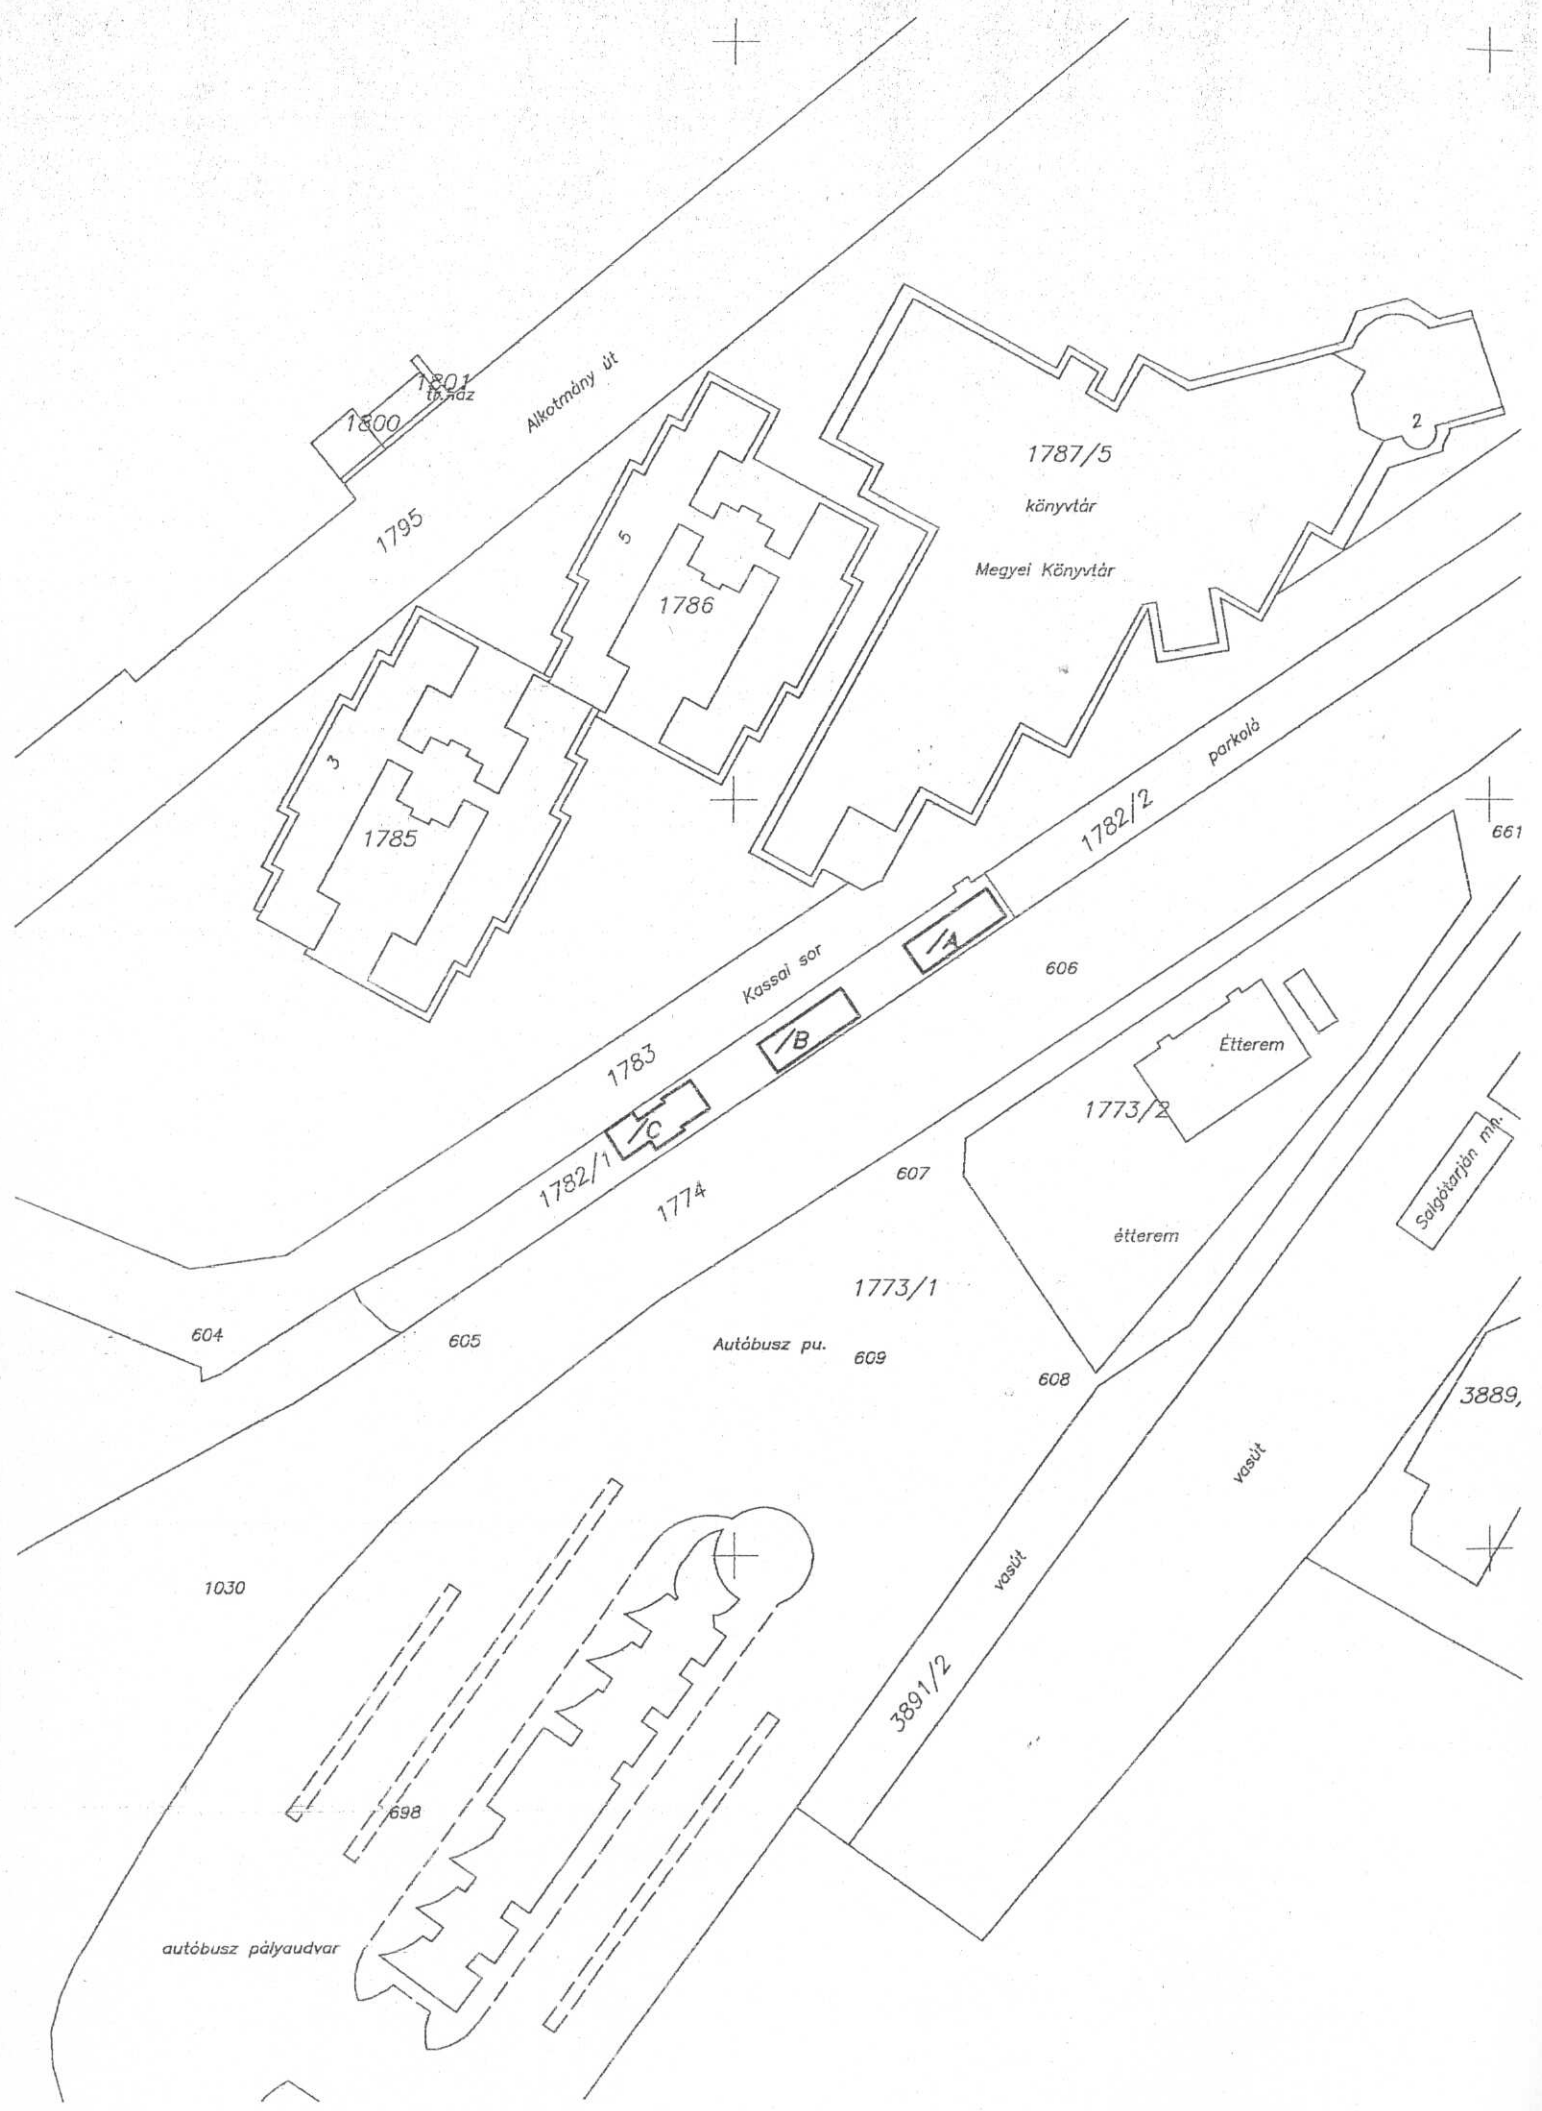 1801
1800
Alkotmány út
1795
1787/5
2
könyvtár
5
Megyei Könyvtár
1786
3
parkoló
1782/2
1785
661
/A
Kassai sor
606
/B
Étterem
1783
1773/2
/C
1782/1
607
Salgótarján mh.
1774
étterem
1773/1
604
605
Autóbusz pu.
609
608
3889,
vasút
vasút
1030
3891/2
698
autóbusz pályaudvar